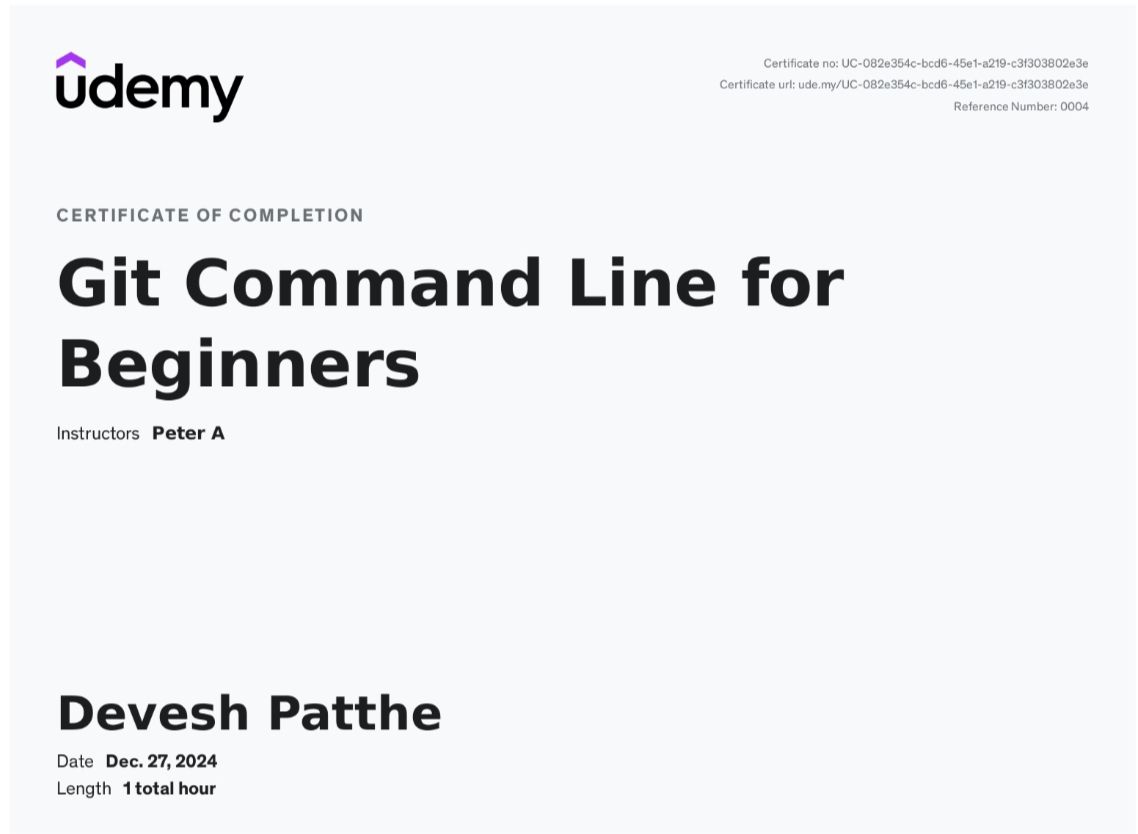 udemy
Certificate no: UC-082e354c-bcd6-45e1-a219-c3f303802e3e
Certificate url: ude.my/UC-082e354c-bcd6-45e1-a219-c3f303802e3e
Reference Number: 0004
CERTIFICATE OF COMPLETION
Git Command Line for
Beginners
Instructors Peter A
Devesh Patthe
Date Dec. 27, 2024
Length 1 total hour